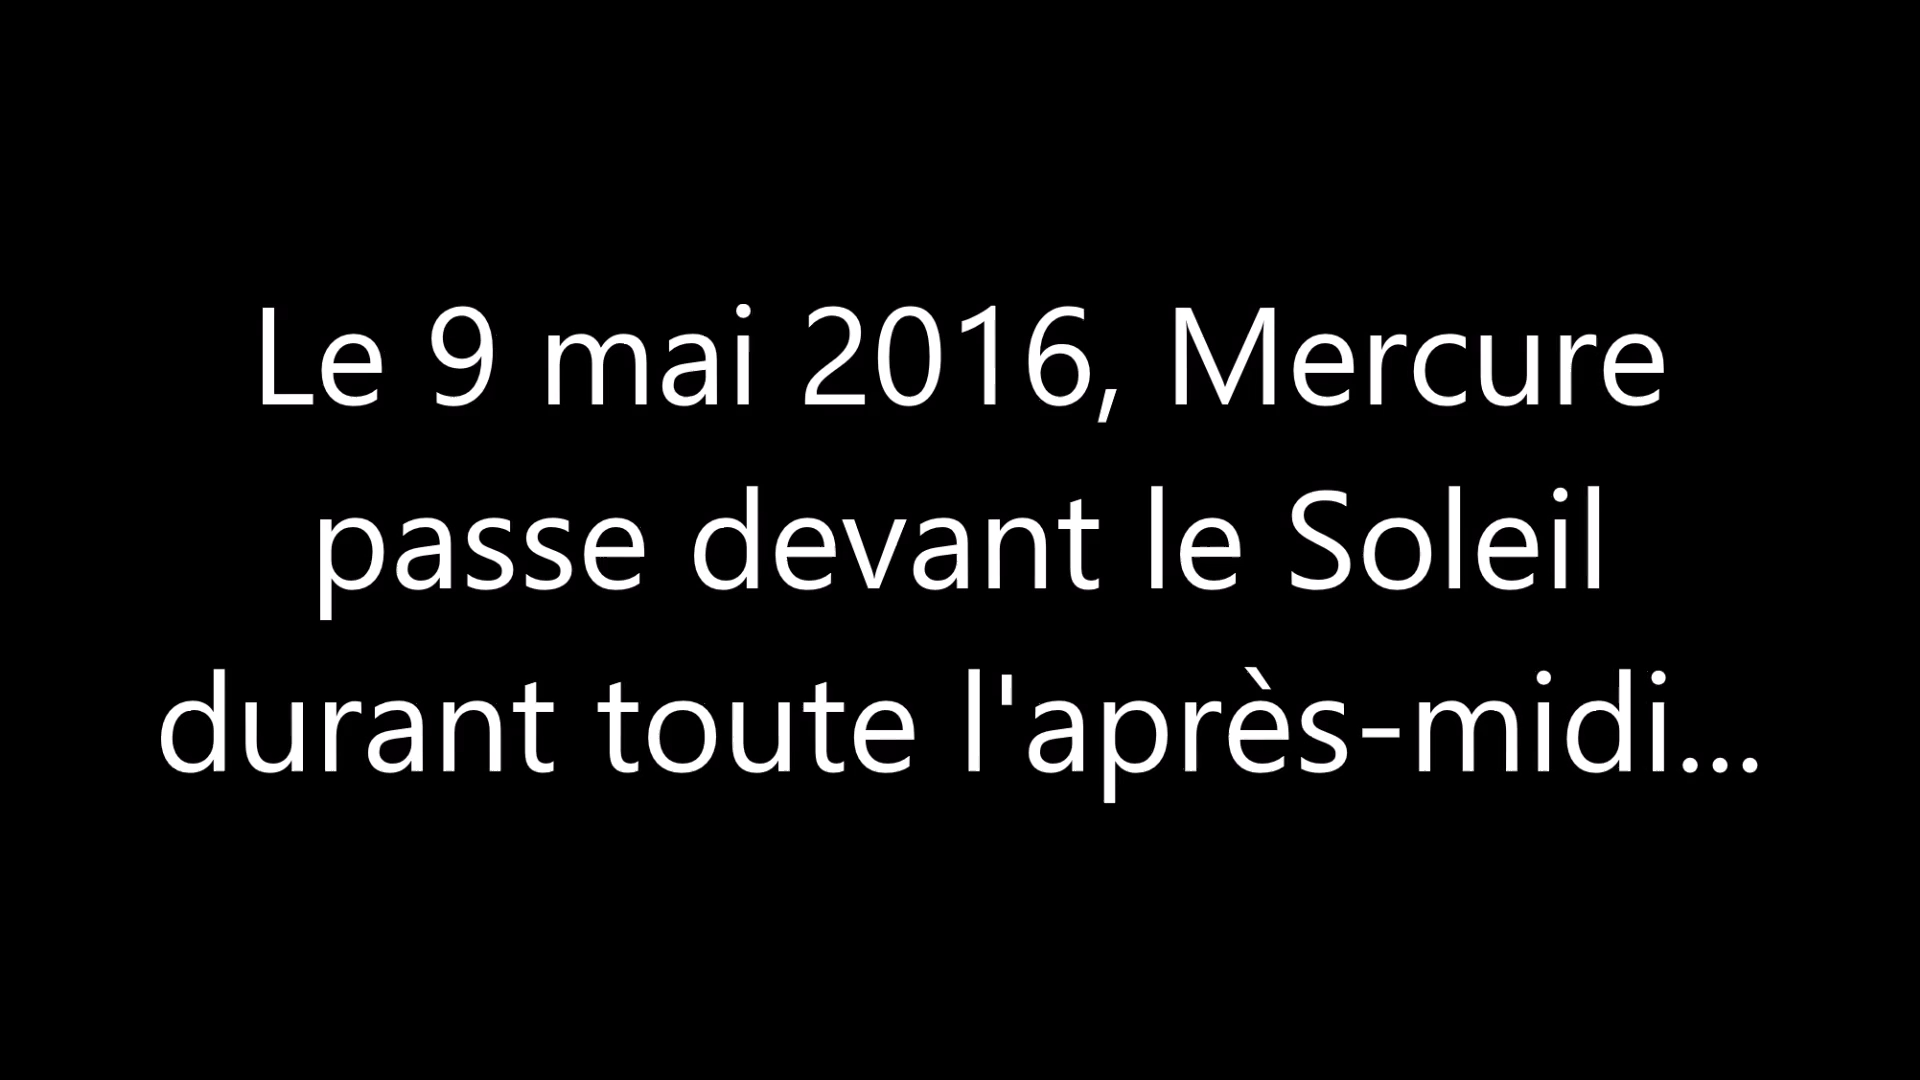 Le 9 mai 2016, Mercure
passe devant le Soleil
durant toute l'après-midi...